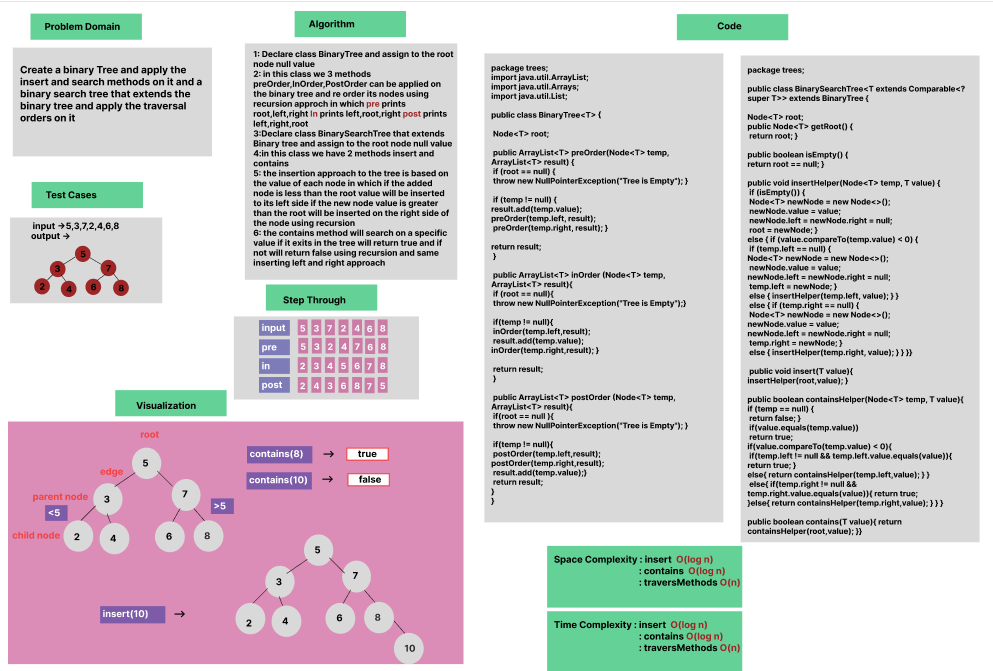 Problem Domain
Create a binary Tree and apply the
insert and search methods on it and a
binary search tree that extends the
binary tree and apply the traversal
orders on it
Test Cases
input →5,3,7,2,4,6,8
output →
5
3
7
2
4
6
8
Algorithm
1: Declare class BinaryTree and assign to the root
node null value
2: in this class we 3 methods
preOrder,InOrder,PostOrder can be applied on
the binary tree and re order its nodes using
recursion approch in which pre prints
root,left,right In prints left,root,right post prints
left,right,root
3:Declare class BinarySearchTree that extends
Binary tree and assign to the root node null value
4:in this class we have 2 methods insert and
contains
5: the insertion approach to the tree is based on
the value of each node in which if the added
node is less than the root value will be inserted
to its left side if the new node value is greater
than the root will be inserted on the right side of
the node using recursion
6: the contains method will search on a specific
value if it exits in the tree will return true and if
not will return false using recursion and same
inserting left and right approach
Step Through
input 5 3 7 2 4 6 8
pre 5 3 2 4 7 6 8
in 2 3 4 5 6 7 8
post 2 4 3 6 8 7 5
Visualization
root
5
edge
parent node
3
7
<5
>5
child node
2
4
6
8
contains(8) → true
contains(10) → false
insert(10) →
5
3
7
2
4
6
8
10
Code
package trees;
import java.util.ArrayList;
import java.util.Arrays;
import java.util.List;
public class BinaryTree<T> {
Node<T> root;
public ArrayList<T> preOrder(Node<T> temp,
ArrayList<T> result) {
if (root == null) {
throw new NullPointerException("Tree is Empty"); }
if (temp != null) {
result.add(temp.value);
preOrder(temp.left, result);
preOrder(temp.right, result); }
return result;
}
public ArrayList<T> inOrder (Node<T> temp,
ArrayList<T> result){
if (root == null){
throw new NullPointerException("Tree is Empty");}
if(temp != null){
inOrder(temp.left,result);
result.add(temp.value);
inOrder(temp.right,result); }
return result;
}
public ArrayList<T> postOrder (Node<T> temp,
ArrayList<T> result){
if(root == null ){
throw new NullPointerException("Tree is Empty"); }
if(temp != null){
postOrder(temp.left,result);
postOrder(temp.right,result);
result.add(temp.value);}
return result;
}
}
package trees;
public class BinarySearchTree<T extends Comparable<?
super T>> extends BinaryTree {
Node<T> root;
public Node<T> getRoot() {
return root; }
public boolean isEmpty() {
return root == null; }
public void insertHelper(Node<T> temp, T value) {
if (isEmpty()) {
Node<T> newNode = new Node<>();
newNode.value = value;
newNode.left = newNode.right = null;
root = newNode; }
else { if (value.compareTo(temp.value) < 0) {
if (temp.left == null) {
Node<T> newNode = new Node<>();
newNode.value = value;
newNode.left = newNode.right = null;
temp.left = newNode; }
else { insertHelper(temp.left, value); } }
else { if (temp.right == null) {
Node<T> newNode = new Node<>();
newNode.value = value;
newNode.left = newNode.right = null;
temp.right = newNode; }
else { insertHelper(temp.right, value); } } }}
public void insert(T value){
insertHelper(root,value); }
public boolean containsHelper(Node<T> temp, T value){
if (temp == null) {
return false; }
if(value.equals(temp.value))
return true;
if(value.compareTo(temp.value) < 0){
if(temp.left != null && temp.left.value.equals(value)){
return true; }
else{ return containsHelper(temp.left,value); } }
else{ if(temp.right != null &&
temp.right.value.equals(value)){ return true;
}else{ return containsHelper(temp.right,value); } } }
public boolean contains(T value){ return
containsHelper(root,value); }}
Space Complexity : insert O(log n)
: contains O(log n)
: traversMethods O(n)
Time Complexity : insert O(log n)
: contains O(log n)
: traversMethods O(n)